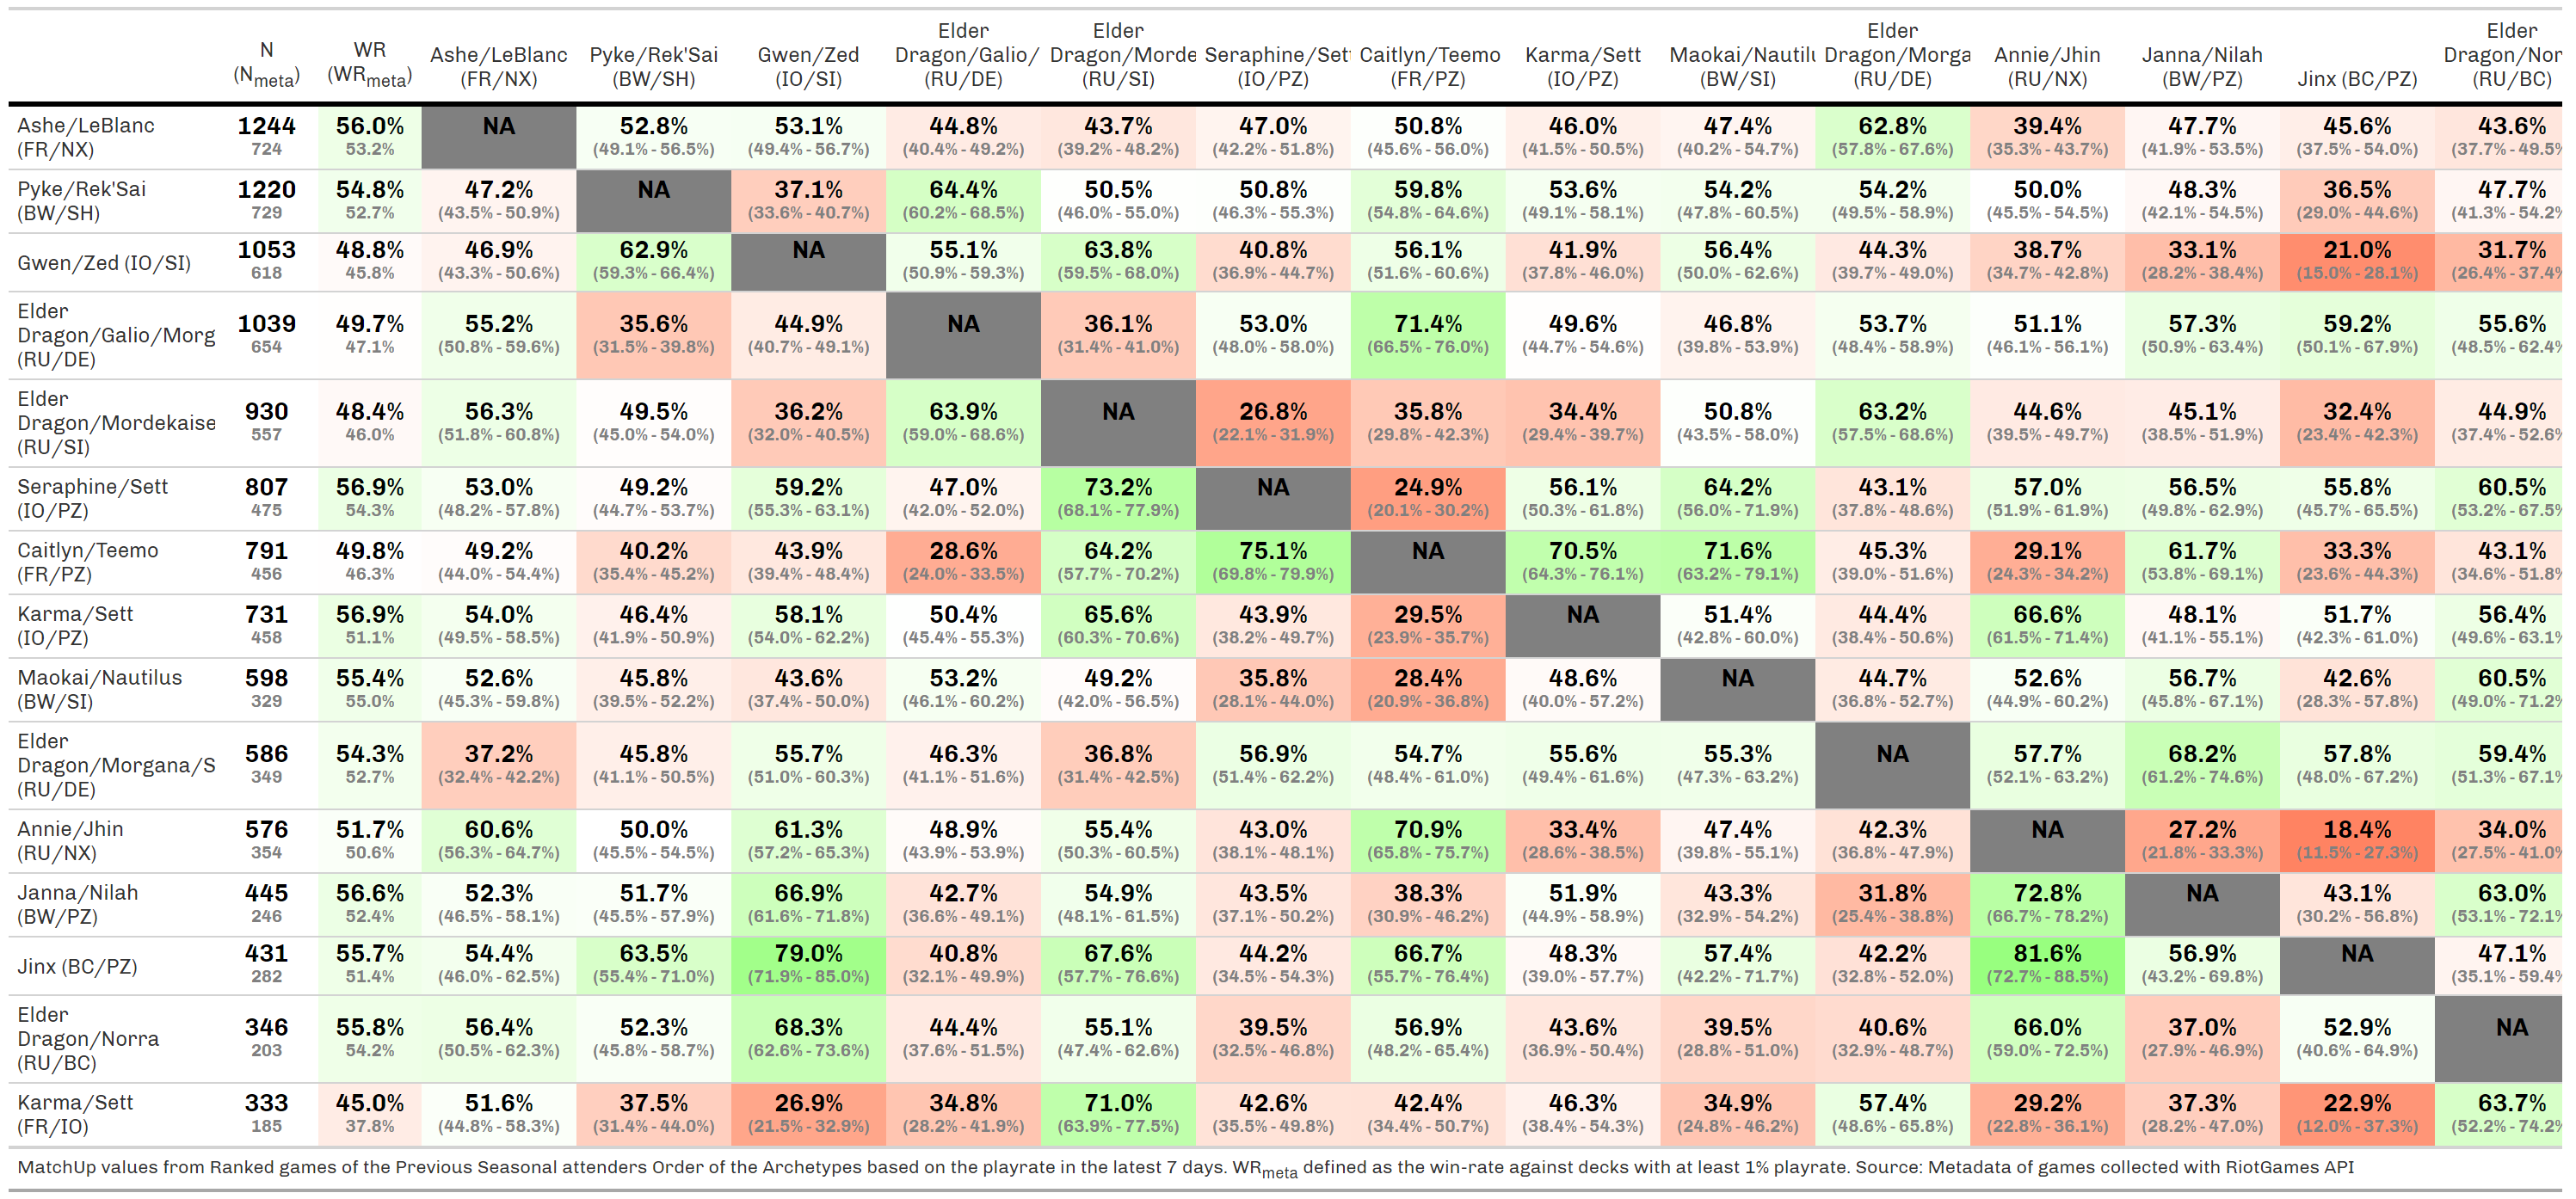 N (Nmeta) WR (WRmeta) Ashe/LeBlanc (FR/NX) Pyke/Rek'Sai (BW/SH) Gwen/Zed (IO/SI) Elder Dragon/Galio/ (RU/DE) Elder Dragon/Morde (RU/SI) Seraphine/Sett (IO/PZ) Caitlyn/Teemo (FR/PZ) Karma/Sett (IO/PZ) Maokai/Nautilu (BW/SI) Elder Dragon/Morga (RU/DE) Annie/Jhin (RU/NX) Janna/Nilah (BW/PZ) Jinx (BC/PZ) Elder Dragon/Nor (RU/BC)
Ashe/LeBlanc 1244 56.0% NA 52.8% 53.1% 44.8% 43.7% 47.0% 50.8% 46.0% 47.4% 62.8% 39.4% 47.7% 45.6% 43.6%
(FR/NX) 724 53.2% (49.1% - 56.5%) (49.4% - 56.7%) (40.4% - 49.2%) (39.2% - 48.2%) (42.2% - 51.8%) (45.6% - 56.0%) (41.5% - 50.5%) (40.2% - 54.7%) (57.8% - 67.6%) (35.3% - 43.7%) (41.9% - 53.5%) (37.5% - 54.0%) (37.7% - 49.5%
Pyke/Rek'Sai 1220 54.8% 47.2% NA 37.1% 64.4% 50.5% 50.8% 59.8% 53.6% 54.2% 54.2% 50.0% 48.3% 36.5% 47.7%
(BW/SH) 729 52.7% (43.5% - 50.9%) (33.6% - 40.7%) (60.2% - 68.5%) (46.0% - 55.0%) (46.3% - 55.3%) (54.8% - 64.6%) (49.1% - 58.1%) (47.8% - 60.5%) (49.5% - 58.9%) (45.5% - 54.5%) (42.1% - 54.5%) (29.0% - 44.6%) (41.3% - 54.2%
Gwen/Zed (IO/SI) 1053 48.8% 46.9% 62.9% NA 55.1% 63.8% 40.8% 56.1% 41.9% 56.4% 44.3% 38.7% 33.1% 21.0% 31.7%
618 45.8% (43.3% - 50.6%) (59.3% - 66.4%) (50.9% - 59.3%) (59.5% - 68.0%) (36.9% - 44.7%) (51.6% - 60.6%) (37.8% - 46.0%) (50.0% - 62.6%) (39.7% - 49.0%) (34.7% - 42.8%) (28.2% - 38.4%) (15.0% - 28.1%) (26.4% - 37.4%
Elder
Dragon/Galio/Morg 1039 49.7% 55.2% 35.6% 44.9% NA 36.1% 53.0% 71.4% 49.6% 46.8% 53.7% 51.1% 57.3% 59.2% 55.6%
(RU/DE) 654 47.1% (50.8% - 59.6%) (31.5% - 39.8%) (40.7% - 49.1%) (31.4% - 41.0%) (48.0% - 58.0%) (66.5% - 76.0%) (44.7% - 54.6%) (39.8% - 53.9%) (48.4% - 58.9%) (46.1% - 56.1%) (50.9% - 63.4%) (50.1% - 67.9%) (48.5% - 62.4%
Elder
Dragon/Mordekaise 930 48.4% 56.3% 49.5% 36.2% 63.9% NA 26.8% 35.8% 34.4% 50.8% 63.2% 44.6% 45.1% 32.4% 44.9%
(RU/SI) 557 46.0% (51.8% - 60.8%) (45.0% - 54.0%) (32.0% - 40.5%) (59.0% - 68.6%) (22.1% - 31.9%) (29.8% - 42.3%) (29.4% - 39.7%) (43.5% - 58.0%) (57.5% - 68.6%) (39.5% - 49.7%) (38.5% - 51.9%) (23.4% - 42.3%) (37.4% - 52.6%
Seraphine/Sett 807 56.9% 53.0% 49.2% 59.2% 47.0% 73.2% NA 24.9% 56.1% 64.2% 43.1% 57.0% 56.5% 55.8% 60.5%
(IO/PZ) 475 54.3% (48.2% - 57.8%) (44.7% - 53.7%) (55.3% - 63.1%) (42.0% - 52.0%) (68.1% - 77.9%) (20.1% - 30.2%) (50.3% - 61.8%) (56.0% - 71.9%) (37.8% - 48.6%) (51.9% - 61.9%) (49.8% - 62.9%) (45.7% - 65.5%) (53.2% - 67.5%
Caitlyn/Teemo 791 49.8% 49.2% 40.2% 43.9% 28.6% 64.2% 75.1% NA 70.5% 71.6% 45.3% 29.1% 61.7% 33.3% 43.1%
(FR/PZ) 456 46.3% (44.0% - 54.4%) (35.4% - 45.2%) (39.4% - 48.4%) (24.0% - 33.5%) (57.7% - 70.2%) (69.8% - 79.9%) (64.3% - 76.1%) (63.2% - 79.1%) (39.0% - 51.6%) (24.3% - 34.2%) (53.8% - 69.1%) (23.6% - 44.3%) (34.6% - 51.8%
Karma/Sett 731 56.9% 54.0% 46.4% 58.1% 50.4% 65.6% 43.9% 29.5% NA 51.4% 44.4% 66.6% 48.1% 51.7% 56.4%
(IO/PZ) 458 51.1% (49.5% - 58.5%) (41.9% - 50.9%) (54.0% - 62.2%) (45.4% - 55.3%) (60.3% - 70.6%) (38.2% - 49.7%) (23.9% - 35.7%) (42.8% - 60.0%) (38.4% - 50.6%) (61.5% - 71.4%) (41.1% - 55.1%) (42.3% - 61.0%) (49.6% - 63.1%
Maokai/Nautilus 598 55.4% 52.6% 45.8% 43.6% 53.2% 49.2% 35.8% 28.4% 48.6% NA 44.7% 52.6% 56.7% 42.6% 60.5%
(BW/SI) 329 55.0% (45.3% - 59.8%) (39.5% - 52.2%) (37.4% - 50.0%) (46.1% - 60.2%) (42.0% - 56.5%) (28.1% - 44.0%) (20.9% - 36.8%) (40.0% - 57.2%) (36.8% - 52.7%) (44.9% - 60.2%) (45.8% - 67.1%) (28.3% - 57.8%) (49.0% - 71.2%
Elder
Dragon/Morgana/S 586 54.3% 37.2% 45.8% 55.7% 46.3% 36.8% 56.9% 54.7% 55.6% 55.3% NA 57.7% 68.2% 57.8% 59.4%
(RU/DE) 349 52.7% (32.4% - 42.2%) (41.1% - 50.5%) (51.0% - 60.3%) (41.1% - 51.6%) (31.4% - 42.5%) (51.4% - 62.2%) (48.4% - 61.0%) (49.4% - 61.6%) (47.3% - 63.2%) (52.1% - 63.2%) (61.2% - 74.6%) (48.0% - 67.2%) (51.3% - 67.1%
Annie/Jhin 576 51.7% 60.6% 50.0% 61.3% 48.9% 55.4% 43.0% 70.9% 33.4% 47.4% 42.3% NA 27.2% 18.4% 34.0%
(RU/NX) 354 50.6% (56.3% - 64.7%) (45.5% - 54.5%) (57.2% - 65.3%) (43.9% - 53.9%) (50.3% - 60.5%) (38.1% - 48.1%) (65.8% - 75.7%) (28.6% - 38.5%) (39.8% - 55.1%) (36.8% - 47.9%) (21.8% - 33.3%) (11.5% - 27.3%) (27.5% - 41.0%
Janna/Nilah 445 56.6% 52.3% 51.7% 66.9% 42.7% 54.9% 43.5% 38.3% 51.9% 43.3% 31.8% 72.8% NA 43.1% 63.0%
(BW/PZ) 246 52.4% (46.5% - 58.1%) (45.5% - 57.9%) (61.6% - 71.8%) (36.6% - 49.1%) (48.1% - 61.5%) (37.1% - 50.2%) (30.9% - 46.2%) (44.9% - 58.9%) (32.9% - 54.2%) (25.4% - 38.8%) (66.7% - 78.2%) (30.2% - 56.8%) (53.1% - 72.1%
Jinx (BC/PZ) 431 55.7% 54.4% 63.5% 79.0% 40.8% 67.6% 44.2% 66.7% 48.3% 57.4% 42.2% 81.6% 56.9% NA 47.1%
282 51.4% (46.0% - 62.5%) (55.4% - 71.0%) (71.9% - 85.0%) (32.1% - 49.9%) (57.7% - 76.6%) (34.5% - 54.3%) (55.7% - 76.4%) (39.0% - 57.7%) (42.2% - 71.7%) (32.8% - 52.0%) (72.7% - 88.5%) (43.2% - 69.8%) (35.1% - 59.4%
Elder
Dragon/Norra 346 55.8% 56.4% 52.3% 68.3% 44.4% 55.1% 39.5% 56.9% 43.6% 39.5% 40.6% 66.0% 37.0% 52.9% NA
(RU/BC) 203 54.2% (50.5% - 62.3%) (45.8% - 58.7%) (62.6% - 73.6%) (37.6% - 51.5%) (47.4% - 62.6%) (32.5% - 46.8%) (48.2% - 65.4%) (36.9% - 50.4%) (28.8% - 51.0%) (32.9% - 48.7%) (59.0% - 72.5%) (27.9% - 46.9%) (40.6% - 64.9%)
Karma/Sett 333 45.0% 51.6% 37.5% 26.9% 34.8% 71.0% 42.6% 42.4% 46.3% 34.9% 57.4% 29.2% 37.3% 22.9% 63.7%
(FR/IO) 185 37.8% (44.8% - 58.3%) (31.4% - 44.0%) (21.5% - 32.9%) (28.2% - 41.9%) (63.9% - 77.5%) (35.5% - 49.8%) (34.4% - 50.7%) (38.4% - 54.3%) (24.8% - 46.2%) (48.6% - 65.8%) (22.8% - 36.1%) (28.2% - 47.0%) (12.0% - 37.3%) (52.2% - 74.2%
MatchUp values from Ranked games of the Previous Seasonal attenders Order of the Archetypes based on the playrate in the latest 7 days. WRmeta defined as the win-rate against decks with at least 1% playrate. Source: Metadata of games collected with RiotGames API